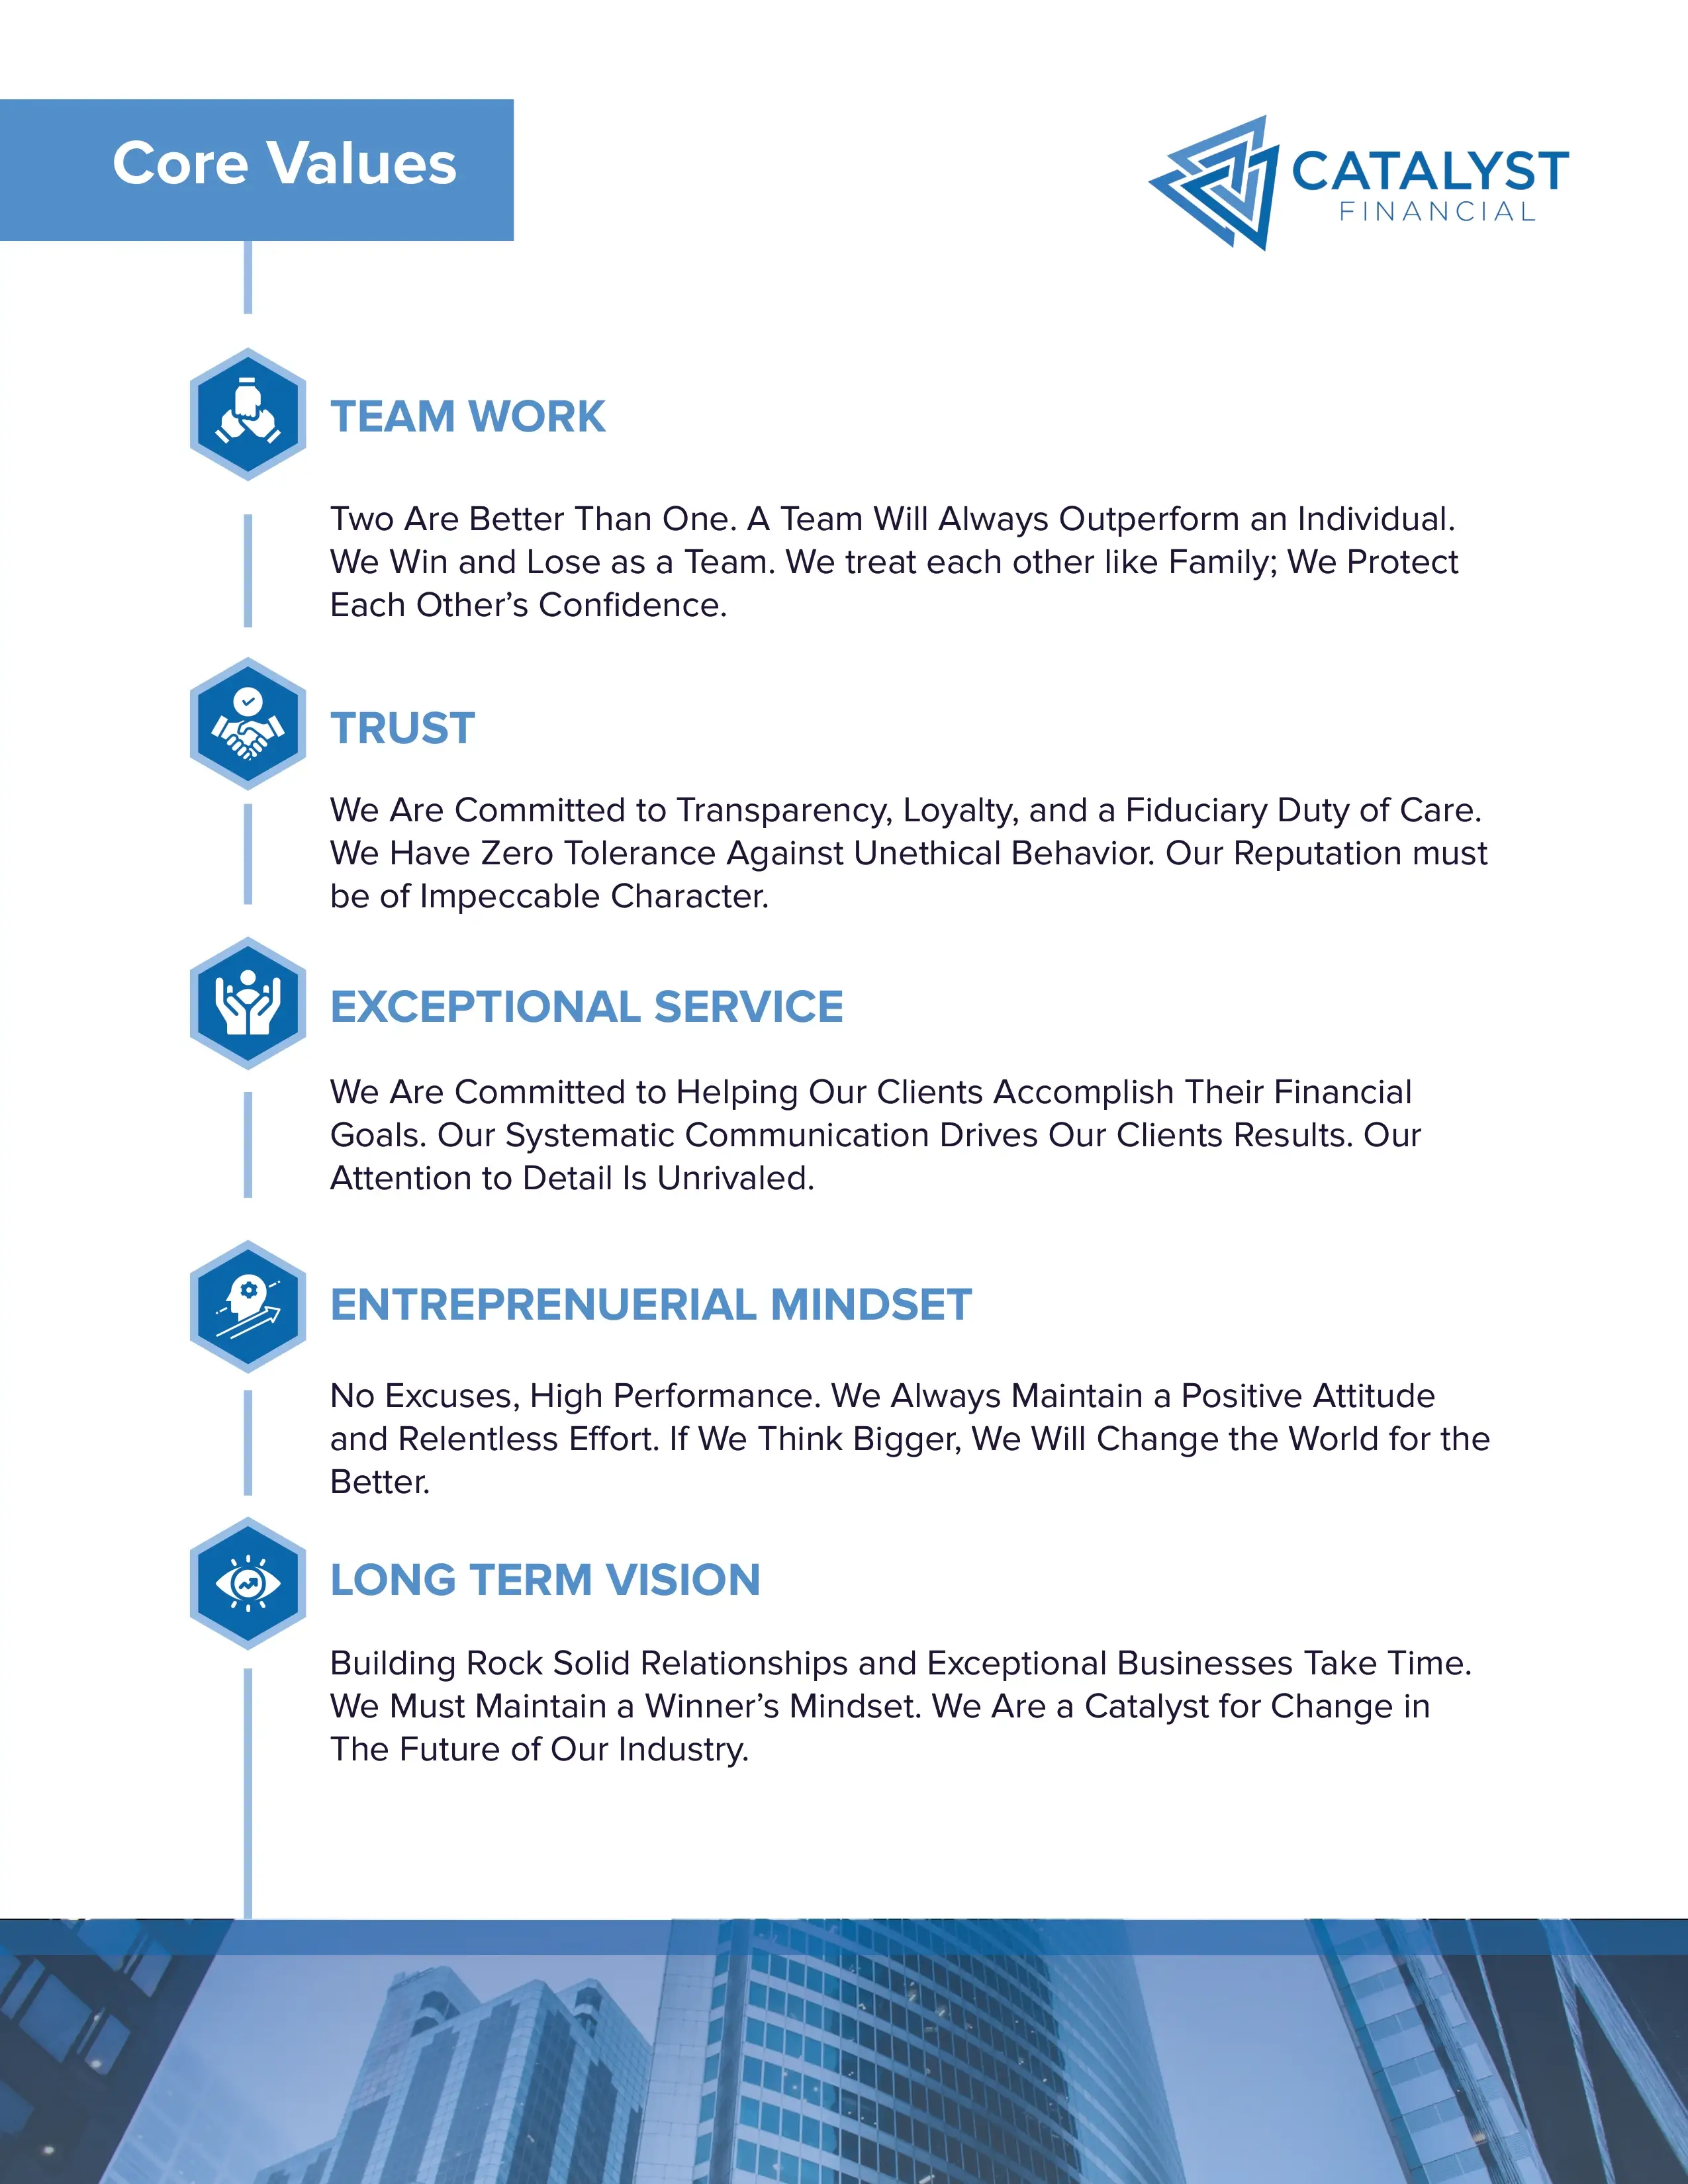 Core Values
CATALYST
FINANCIAL
TEAM WORK
Two Are Better Than One. A Team Will Always Outperform an Individual.
We Win and Lose as a Team. We treat each other like Family; We Protect
Each Other’s Confidence.
TRUST
We Are Committed to Transparency, Loyalty, and a Fiduciary Duty of Care.
We Have Zero Tolerance Against Unethical Behavior. Our Reputation must
be of Impeccable Character.
EXCEPTIONAL SERVICE
We Are Committed to Helping Our Clients Accomplish Their Financial
Goals. Our Systematic Communication Drives Our Clients Results. Our
Attention to Detail Is Unrivaled.
ENTREPRENUERIAL MINDSET
No Excuses, High Performance. We Always Maintain a Positive Attitude
and Relentless Effort. If We Think Bigger, We Will Change the World for the
Better.
LONG TERM VISION
Building Rock Solid Relationships and Exceptional Businesses Take Time.
We Must Maintain a Winner’s Mindset. We Are a Catalyst for Change in
The Future of Our Industry.